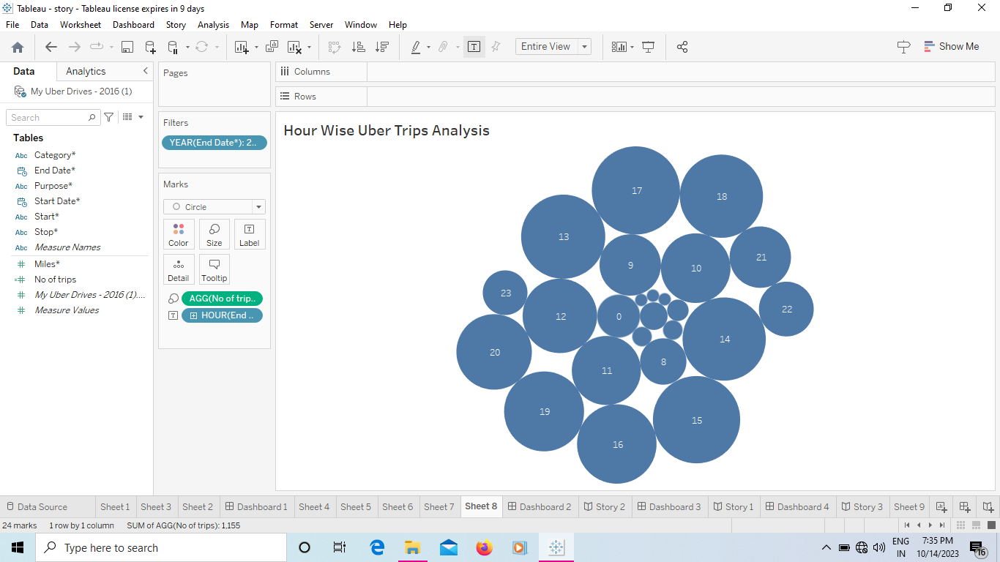 Tableau - story - Tableau license expires in 9 days
File Data Worksheet Dashboard Story Analysis Map Format Server Window Help
Entire View
Show Me
Data Analytics
My Uber Drives - 2016 (1)
Search
Tables
Abc Category*
End Date*
Abc Purpose*
Start Date*
Abc Start*
Abc Stop*
Abc Measure Names
Miles*
No of trips
My Uber Drives - 2016 (1)....
Measure Values
Pages
Filters
YEAR(End Date*): 2..
Marks
Circle
Color Size Label
Detail Tooltip
AGG(No of trip..
HOUR(End ..
Columns
Rows
Hour Wise Uber Trips Analysis
17
18
13
21
9
10
23
22
12
0
14
20
8
11
19
15
16
Data Source Sheet 1 Sheet 3 Sheet 2 Dashboard 1 Sheet 4 Sheet 5 Sheet 6 Sheet 7 Sheet 8 Dashboard 2 Story 2 Dashboard 3 Story 1 Dashboard 4 Story 3 Sheet 9
24 marks 1 row by 1 column SUM of AGG(No of trips): 1,155
Type here to search
ENG
IN
7:35 PM
10/14/2023
16